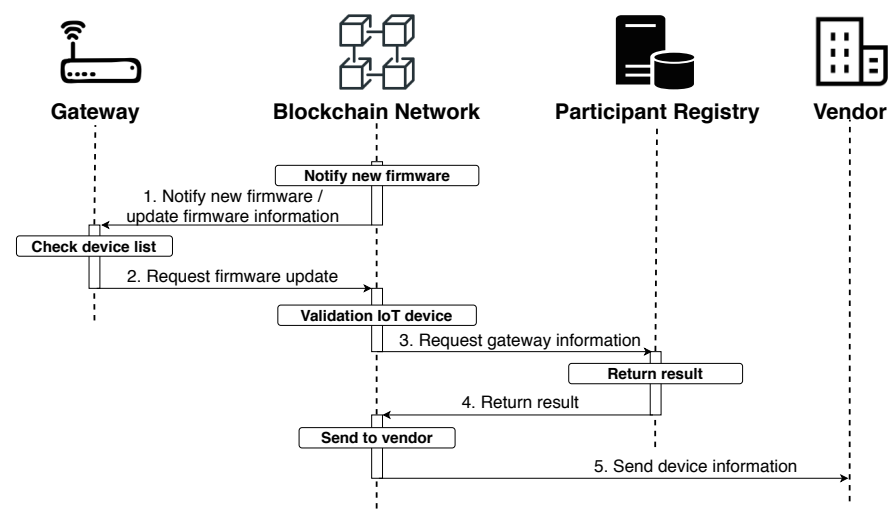 Gateway
Blockchain Network
Participant Registry
Vendor
Notify new firmware
1. Notify new firmware /
update firmware information
Check device list
2. Request firmware update
Validation IoT device
3. Request gateway information
Return result
4. Return result
Send to vendor
5. Send device information